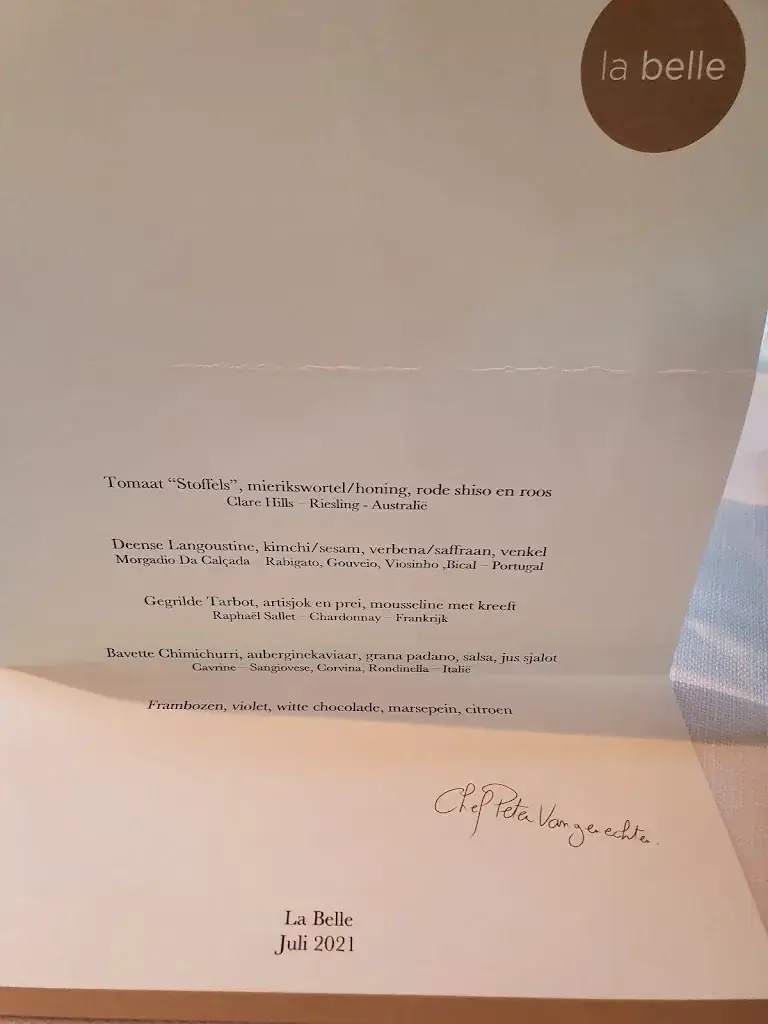 la belle
Tomaat “Stoffels”, mierikswortel/honing, rode shiso en roos
Clare Hills – Riesling - Australië
Deense Langoustine, kimchi/sesam, verbena/saffraan, venkel
Morgadio Da Calçada – Rabigato, Gouveio, Viosinho ,Bical – Portugal
Gegrilde Tarbot, artisjok en prei, mousseline met kreeft
Raphaël Sallet – Chardonnay – Frankrijk
Bavette Chimichurri, auberginekaviaar, grana padano, salsa, jus sjalot
Cavrine – Sangiovese, Corvina, Rondinella – Italië
Frambozen, violet, witte chocolade, marsepein, citroen
Chef Peter Vangerechten.
La Belle
Juli 2021